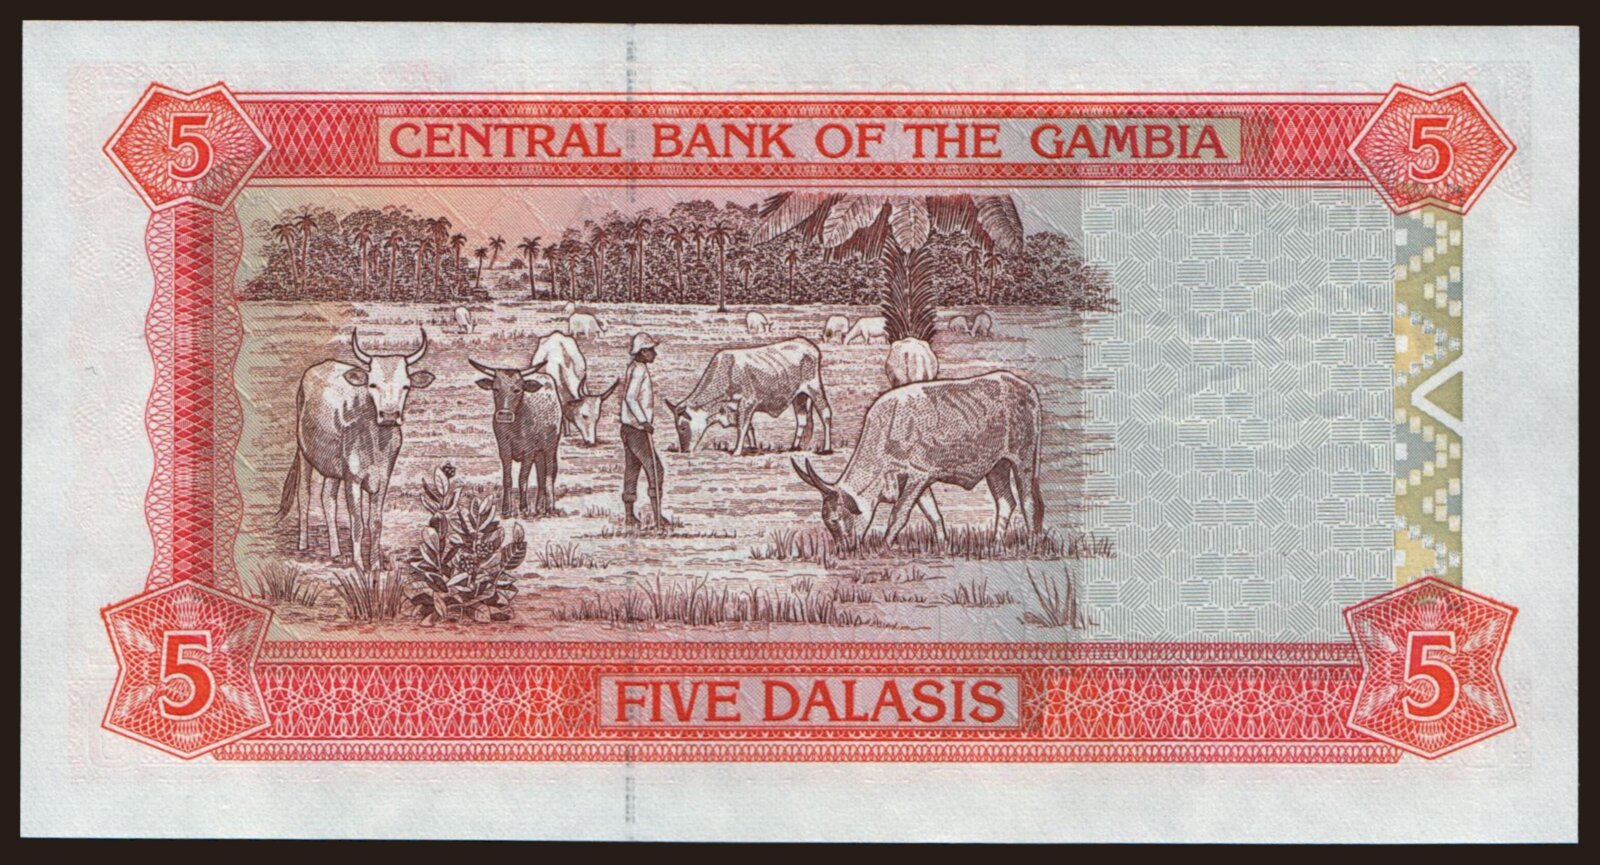 5 CENTRAL BANK OF THE GAMBIA 5
5 FIVE DALASIS 5